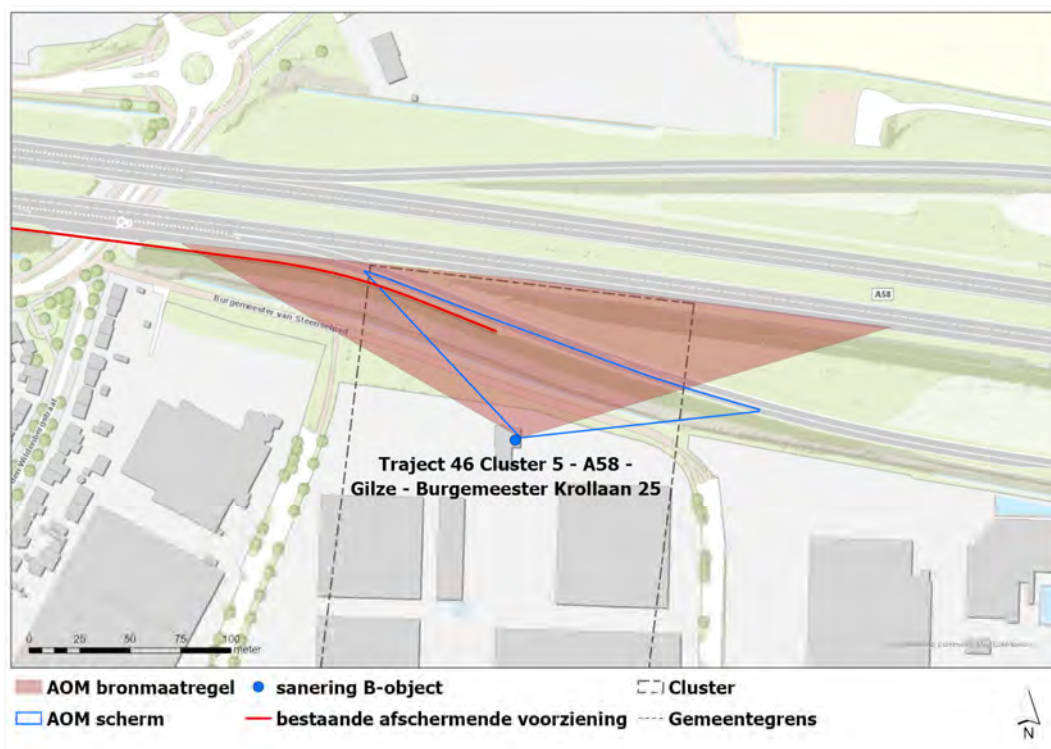 A58
Burgemeester van Steenselpad
Traject 46 Cluster 5 - A58 -
Gilze - Burgemeester Krollaan 25
0 25 50 75 100
meter
AOM bronmaatregel
sanering B-object
Cluster
AOM scherm
bestaande afschermende voorziening
Gemeentegrens
N